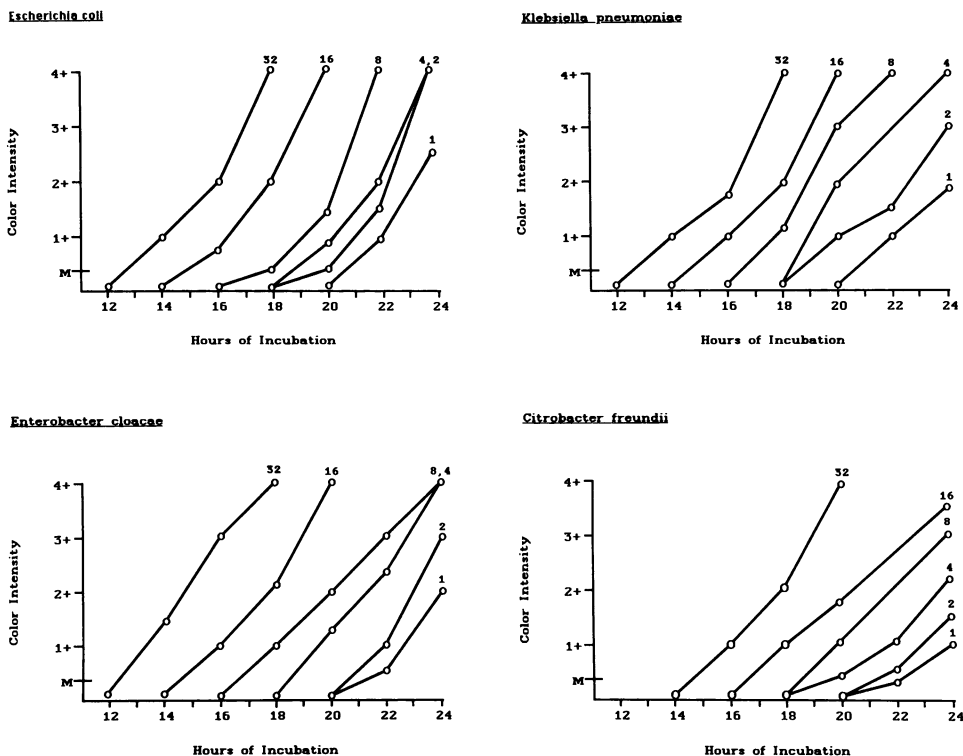 Escherichia coli
32 16 8 4,2
1
4+
3+
2+
1+
M
Color Intensity
12 14 16 18 20 22 24
Hours of Incubation
Klebsiella pneumoniae
32 16 8 4
2
1
4+
3+
2+
1+
M
Color Intensity
12 14 16 18 20 22 24
Hours of Incubation
Enterobacter cloacae
32 16 8,4
2
1
4+
3+
2+
1+
M
Color Intensity
12 14 16 18 20 22 24
Hours of Incubation
Citrobacter freundii
32
16
8
4
2
1
4+
3+
2+
1+
M
Color Intensity
12 14 16 18 20 22 24
Hours of Incubation